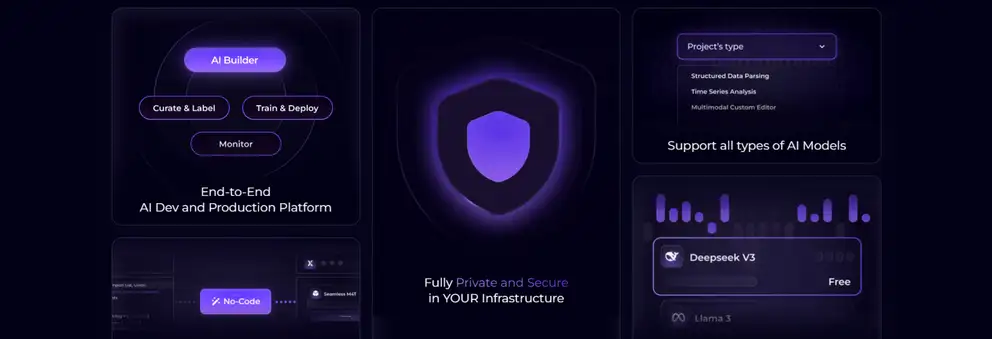 AI Builder
Curate & Label
Train & Deploy
Monitor
End-to-End
AI Dev and Production Platform
No-Code
Seamless M4T
Fully Private and Secure
in YOUR Infrastructure
Project's type
Structured Data Parsing
Time Series Analysis
Multimodal Custom Editor
Support all types of AI Models
Deepseek V3
Free
Llama 3